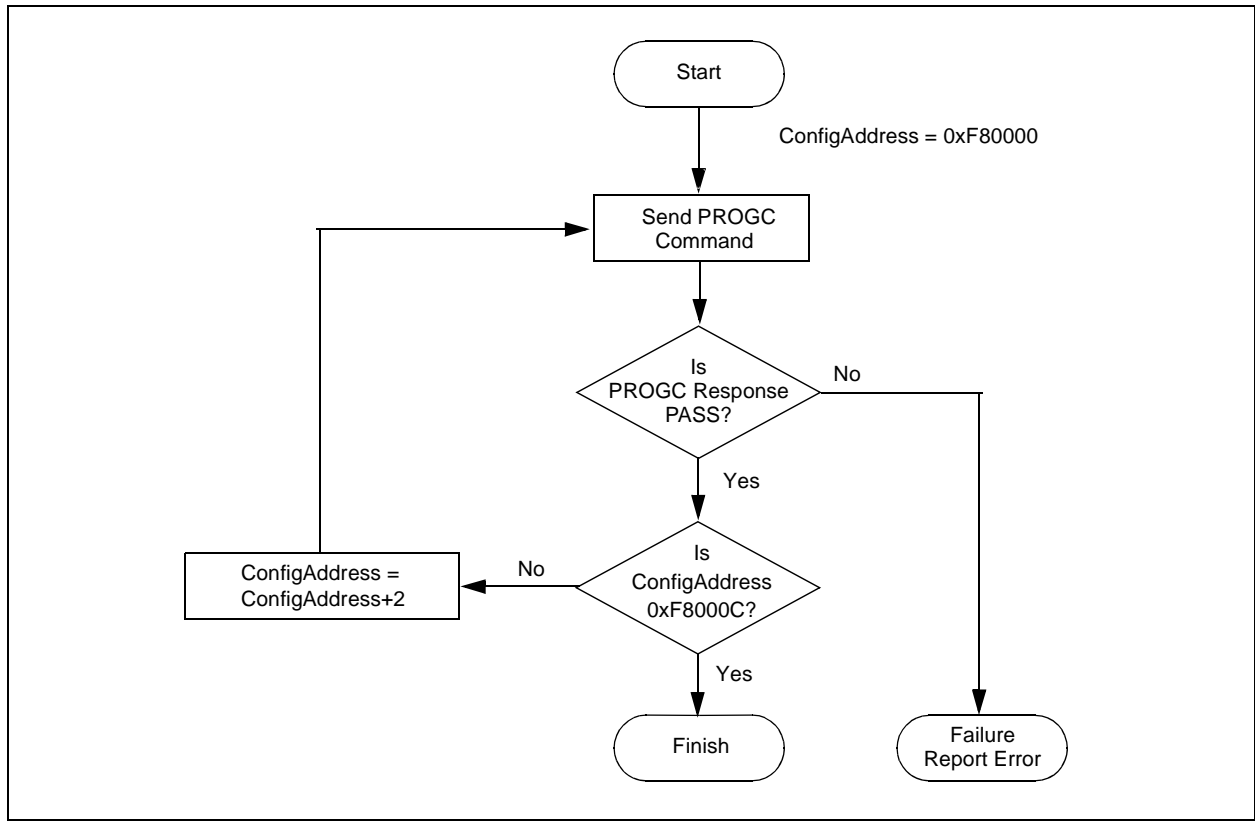 Start
ConfigAddress = 0xF80000
Send PROGC
Command
Is
PROGC Response
PASS?
No
Yes
Is
ConfigAddress
0xF8000C?
No
ConfigAddress =
ConfigAddress+2
Yes
Finish
Failure
Report Error